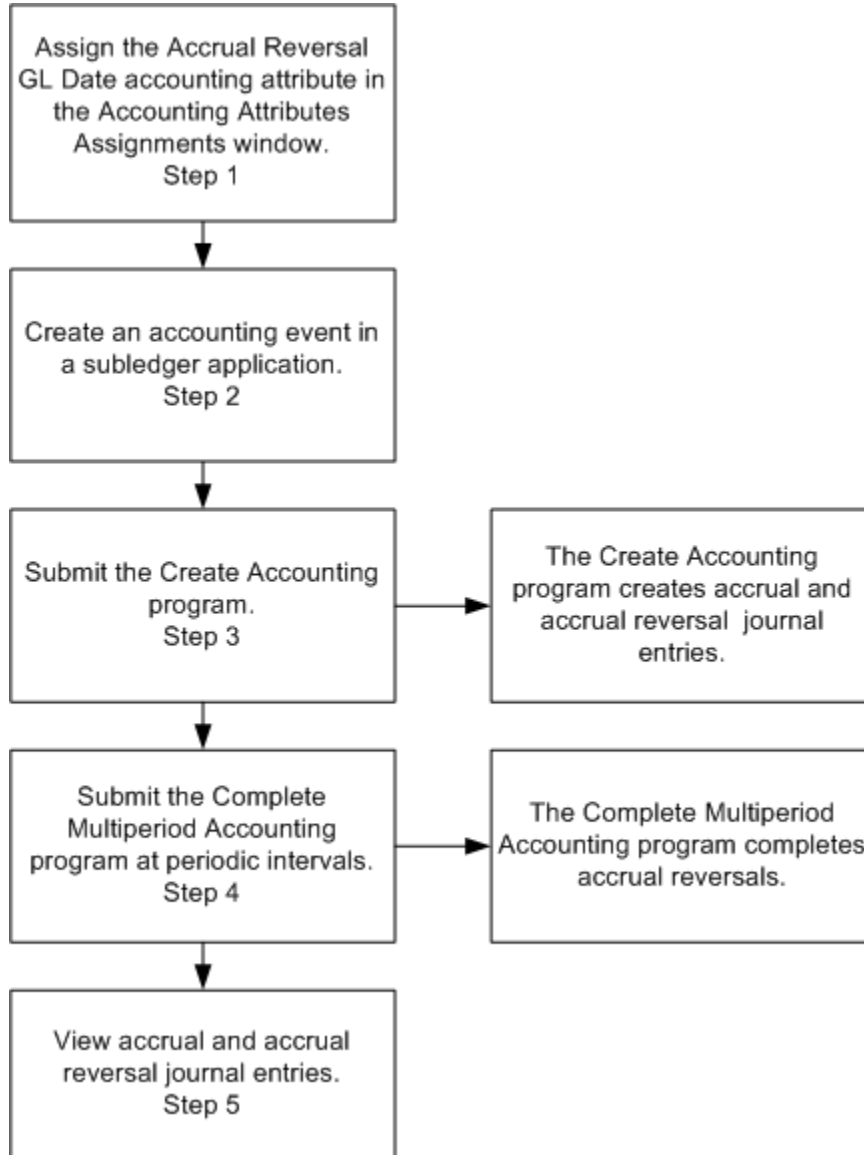 Assign the Accrual Reversal
GL Date accounting attribute in
the Accounting Attributes
Assignments window.
Step 1
Create an accounting event in
a subledger application.
Step 2
Submit the Create Accounting
program.
Step 3
The Create Accounting
program creates accrual and
accrual reversal journal
entries.
Submit the Complete
Multiperiod Accounting
program at periodic intervals.
Step 4
The Complete Multiperiod
Accounting program completes
accrual reversals.
View accrual and accrual
reversal journal entries.
Step 5